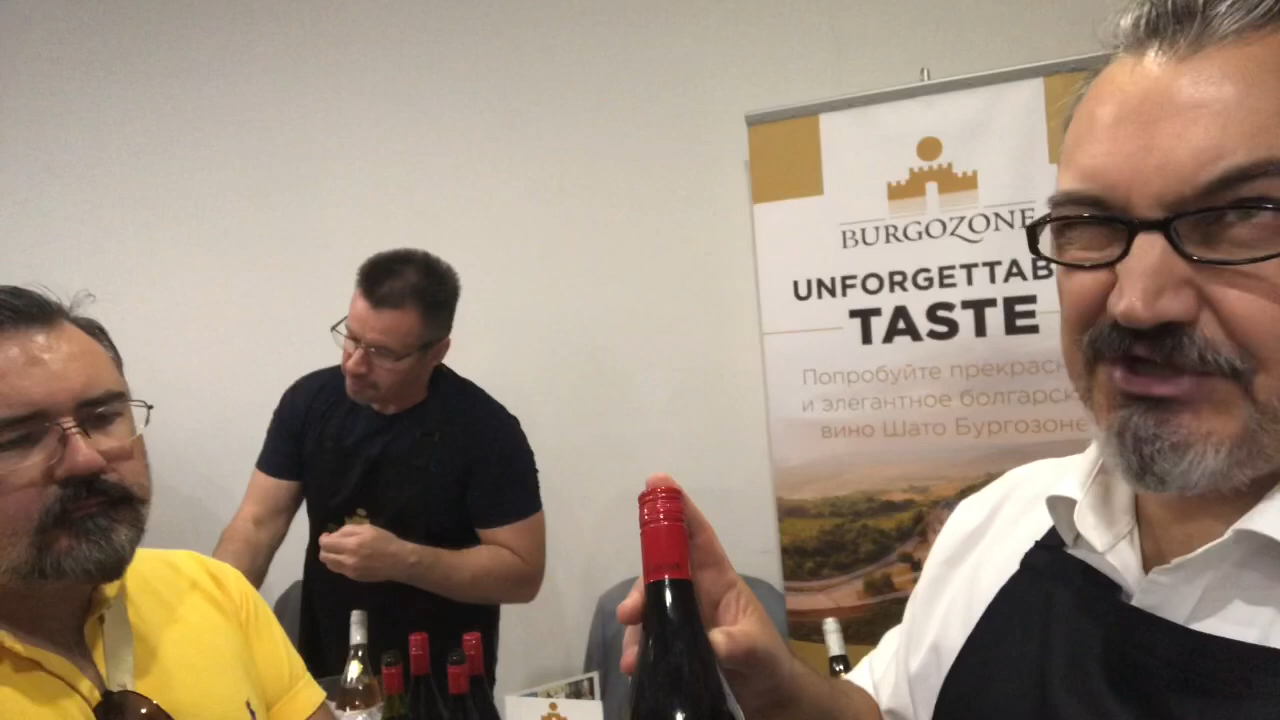 BURGOZONE
UNFORGETTAB
TASTE
Попробуйте прекрасн
и элегантное болгарск
вино Шато Бургозоне